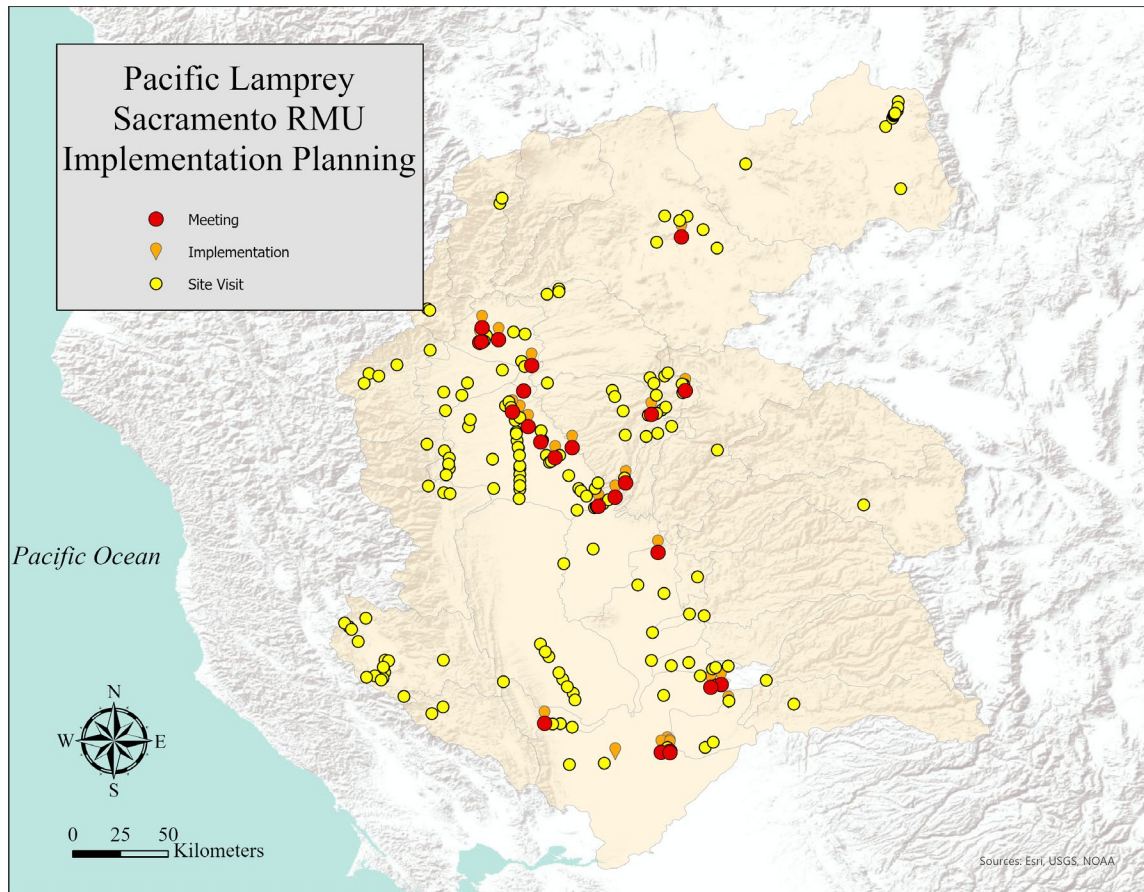 Pacific Lamprey
Sacramento RMU
Implementation Planning
Meeting
Implementation
Site Visit
Pacific Ocean
N
W E
S
0 25 50
Kilometers
Sources: Esri, USGS, NOAA